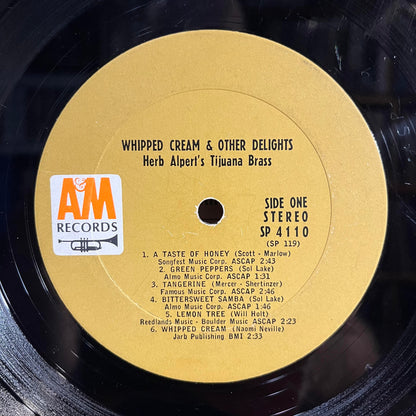 WHIPPED CREAM & OTHER DELIGHTS
Herb Alpert's Tijuana Brass
A&M
RECORDS
SIDE ONE
STEREO
SP 4110
(SP 119)
1. A TASTE OF HONEY (Scott - Marlow)
Songfest Music Corp. ASCAP 2:43
2. GREEN PEPPERS (Sol Lake)
Almo Music Corp. ASCAP 1:31
3. TANGERINE (Mercer - Shertzinger)
Famous Music Corp. ASCAP 2:46
4. BITTERSWEET SAMBA (Sol Lake)
Almo Music Corp. ASCAP 1:46
5. LEMON TREE (Will Holt)
Reedlands Music - Boulder Music ASCAP 2:23
6. WHIPPED CREAM (Naomi Neville)
Jarb Publishing BMI 2:33